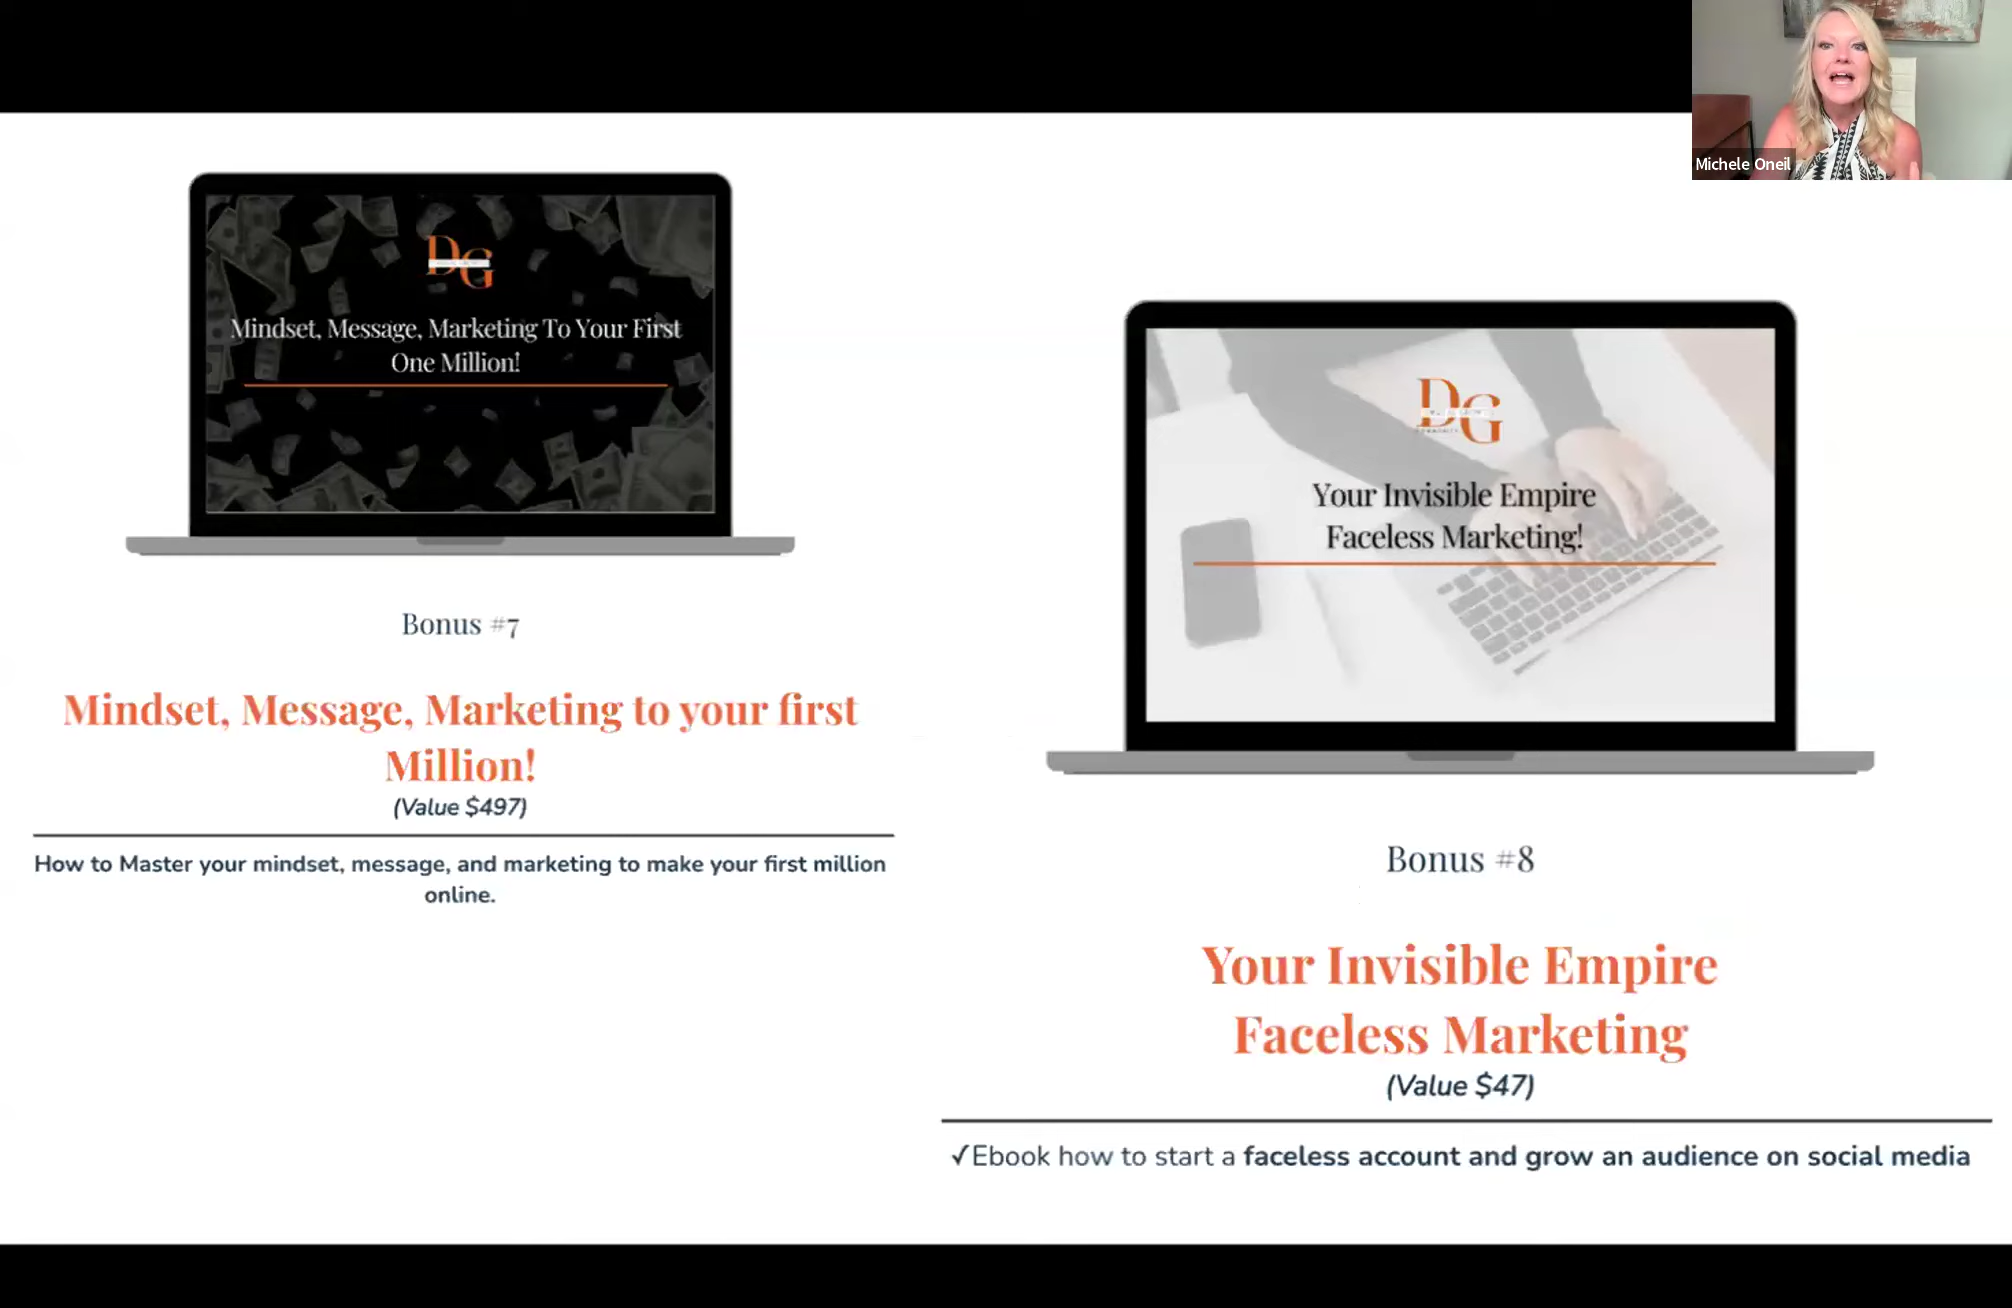 Michele Oneil
DG
Mindset, Message, Marketing To Your First
One Million!
Bonus #7
Mindset, Message, Marketing to your first
Million!
(Value $497)
How to Master your mindset, message, and marketing to make your first million
online.
DG
Your Invisible Empire
Faceless Marketing!
Bonus #8
Your Invisible Empire
Faceless Marketing
(Value $47)
✓Ebook how to start a faceless account and grow an audience on social media